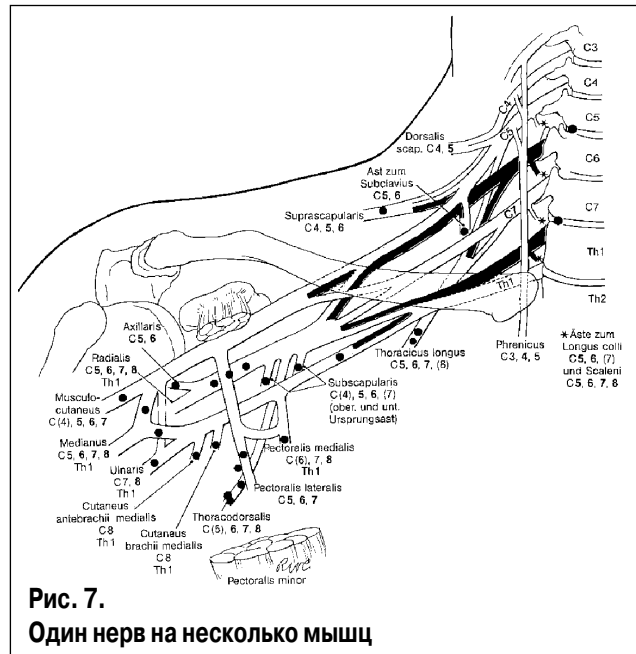 C3
C4
C5
C6
C7
Th1
Th2
C4
C5
C7
Th1
Dorsalis
scap. C4, 5
Ast zum
Subclavius
C5, 6
Suprascapularis
C4, 5, 6
Axillaris
C5, 6
Radialis
C5, 6, 7, 8
Th1
Musculo-
cutaneus
C(4), 5, 6, 7
Medianus
C5, 6, 7, 8
Th1
Ulnaris
C7, 8
Th1
Cutaneus
antebrachii medialis
C8
Th1
Cutaneus
brachii medialis
C8
Th1
Thoracodorsalis
C(5), 6, 7, 8
Pectoralis lateralis
C5, 6, 7
Pectoralis medialis
C(6), 7, 8
Th1
Subscapularis
C(4), 5, 6, (7)
(ober. und unt.
Ursprungsast)
Thoracicus longus
C5, 6, 7, (8)
Phrenicus
C3, 4, 5
*Äste zum
Longus colli
C5, 6, (7)
und Scaleni
C5, 6, 7, 8
Pectoralis minor
Рис. 7.
Один нерв на несколько мышц